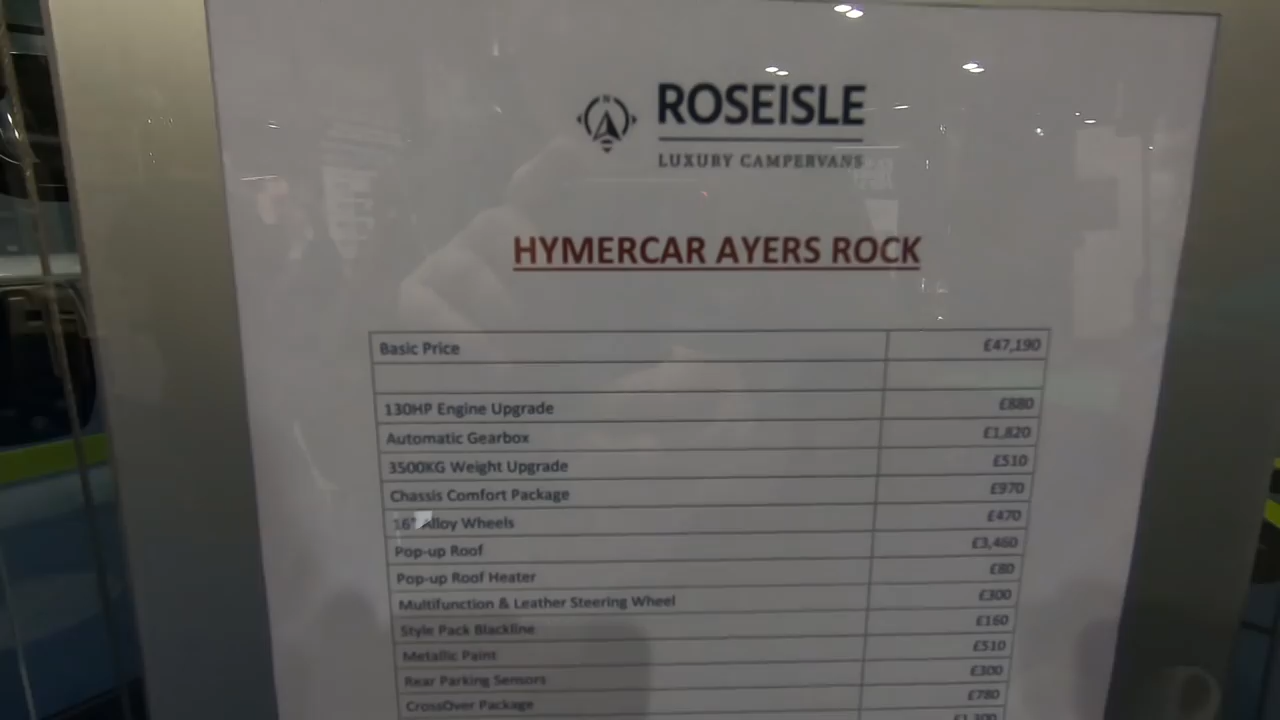 N
ROSEISLE
LUXURY CAMPERVANS
HYMERCAR AYERS ROCK
Basic Price £47,190
130HP Engine Upgrade £880
Automatic Gearbox £1,820
3500KG Weight Upgrade £510
Chassis Comfort Package £970
16" Alloy Wheels £470
Pop-up Roof £3,460
Pop-up Roof Heater £80
Multifunction & Leather Steering Wheel £300
Style Pack Blackline £160
Metallic Paint £510
Rear Parking Sensors £300
CrossOver Package £780